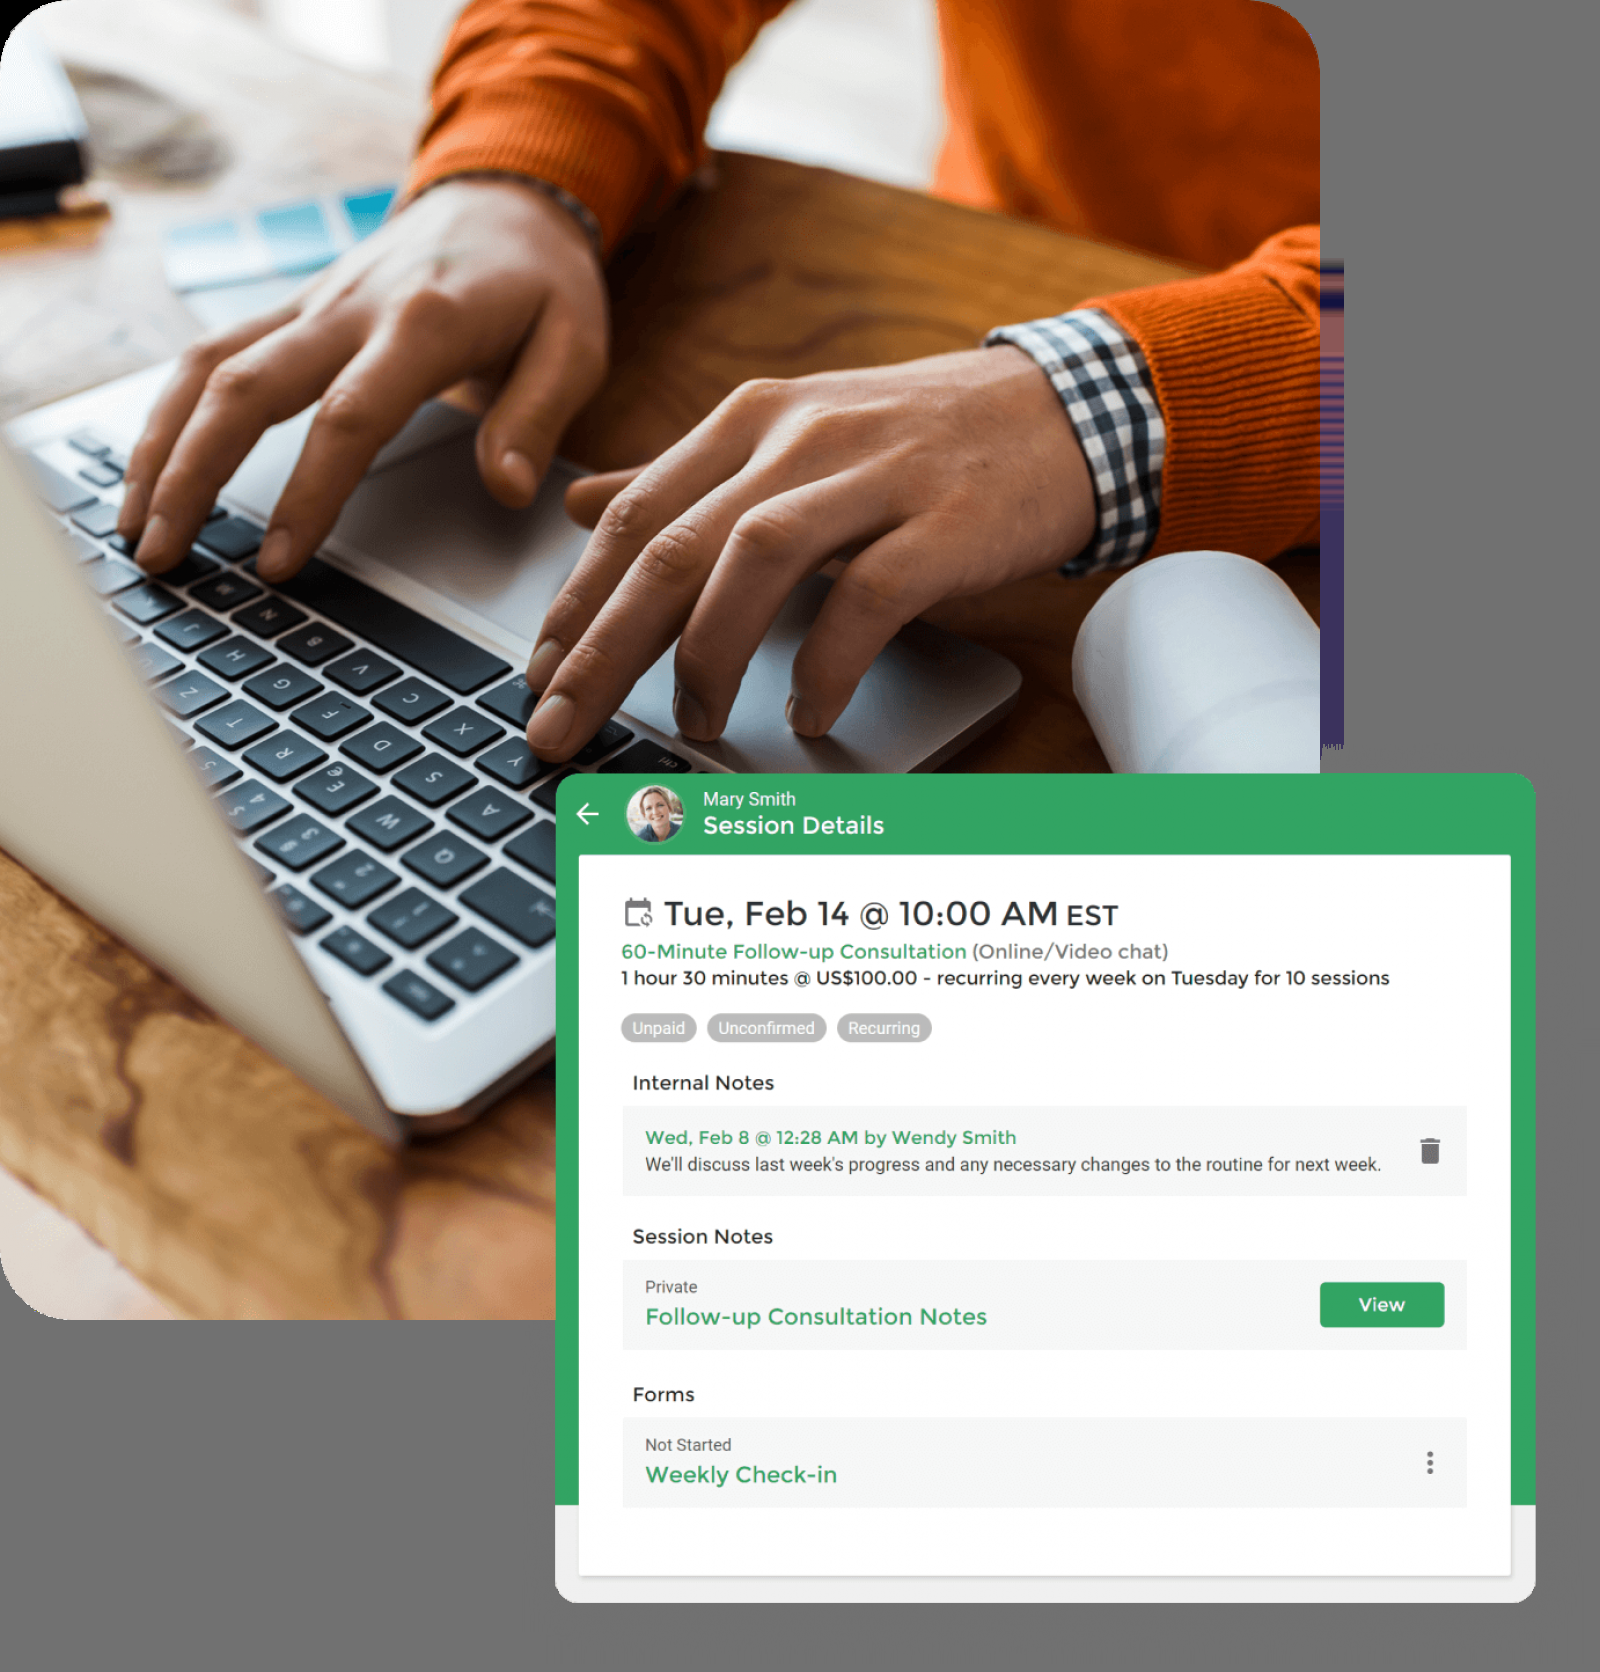 Mary Smith
Session Details
Tue, Feb 14 @ 10:00 AM EST
60-Minute Follow-up Consultation (Online/Video chat)
1 hour 30 minutes @ US$100.00 - recurring every week on Tuesday for 10 sessions
Unpaid Unconfirmed Recurring
Internal Notes
Wed, Feb 8 @ 12:28 AM by Wendy Smith
We'll discuss last week's progress and any necessary changes to the routine for next week.
Session Notes
Private
Follow-up Consultation Notes
View
Forms
Not Started
Weekly Check-in